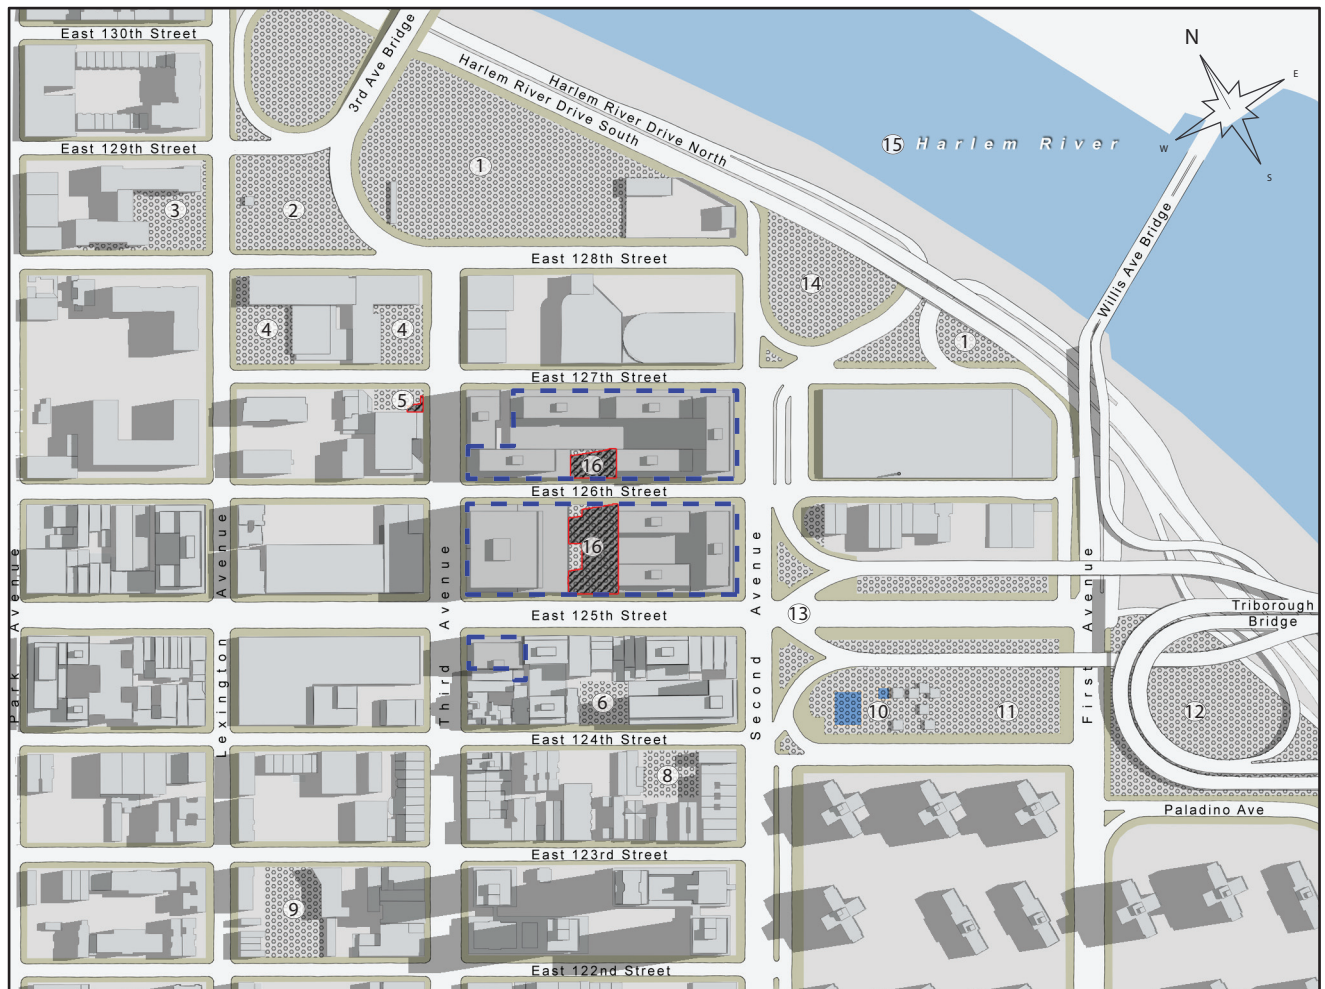 East 130th Street
3rd Ave Bridge
Harlem River Drive North
Harlem River Drive South
N
E
W
S
15 Harlem River
East 129th Street
1
3
2
Willis Ave Bridge
East 128th Street
14
4
4
1
East 127th Street
5
16
East 126th Street
16
Park Avenue
Lexington Avenue
Third Avenue
Second Avenue
First Avenue
East 125th Street
13
Triborough
Bridge
6
10
11
12
East 124th Street
8
Paladino Ave
East 123rd Street
9
East 122nd Street